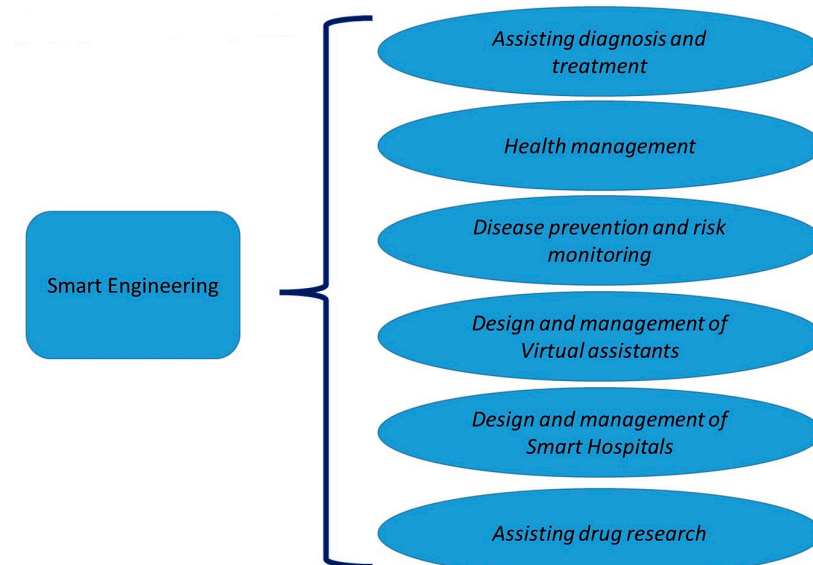 Assisting diagnosis and
treatment
Health management
Disease prevention and risk
monitoring
Smart Engineering
Design and management of
Virtual assistants
Design and management of
Smart Hospitals
Assisting drug research